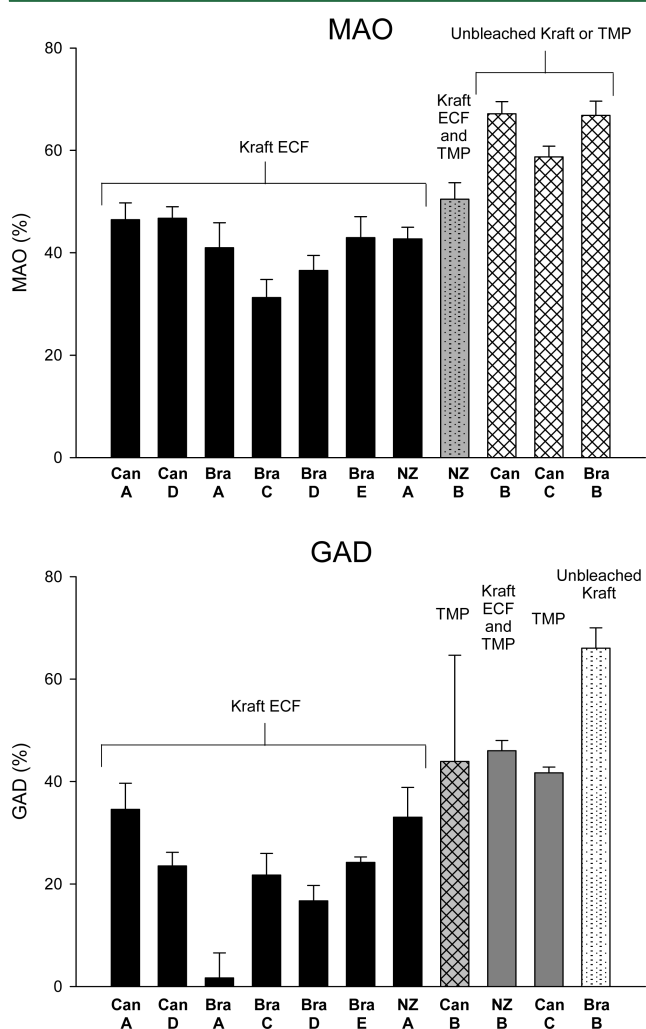 MAO
Unbleached Kraft or TMP
Kraft
ECF
and
TMP
Kraft ECF
MAO (%)
80
60
40
20
0
Can Can Bra Bra Bra Bra NZ NZ Can Can Bra
A D A C D E A B B C B
GAD
Unbleached
Kraft
Kraft
ECF
and
TMP
TMP
TMP
Kraft ECF
GAD (%)
80
60
40
20
0
Can Can Bra Bra Bra Bra NZ Can NZ Can Bra
A D A C D E A B B C B